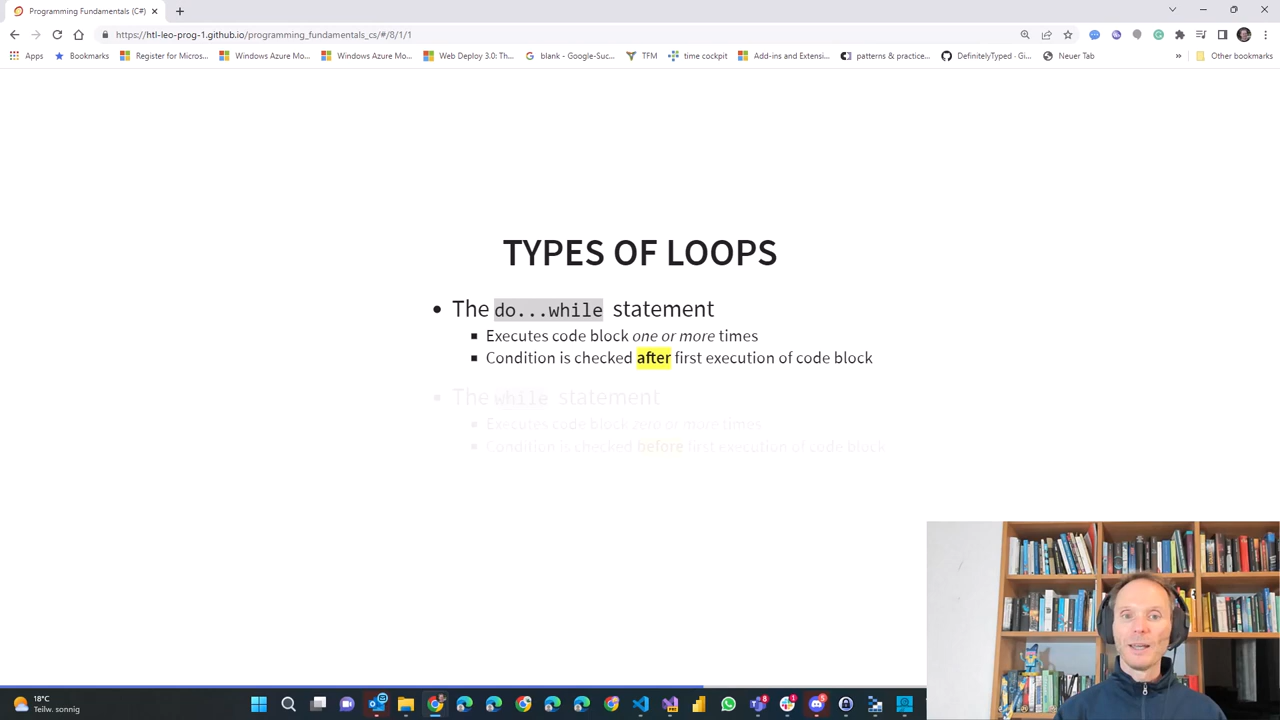 Programming Fundamentals (C#)
https://htl-leo-prog-1.github.io/programming_fundamentals_cs/#/8/1/1
Apps
Bookmarks
Register for Micros...
Windows Azure Mo...
Windows Azure Mo...
Web Deploy 3.0: Th...
blank - Google-Suc...
TFM
time cockpit
Add-ins and Extensi...
patterns & practice...
DefinitelyTyped - Gi...
Neuer Tab
»
Other bookmarks
TYPES OF LOOPS
The do...while statement
Executes code block one or more times
Condition is checked after first execution of code block
The while statement
Executes code block zero or more times
Condition is checked before first execution of code block
18°C
Teilw. sonnig